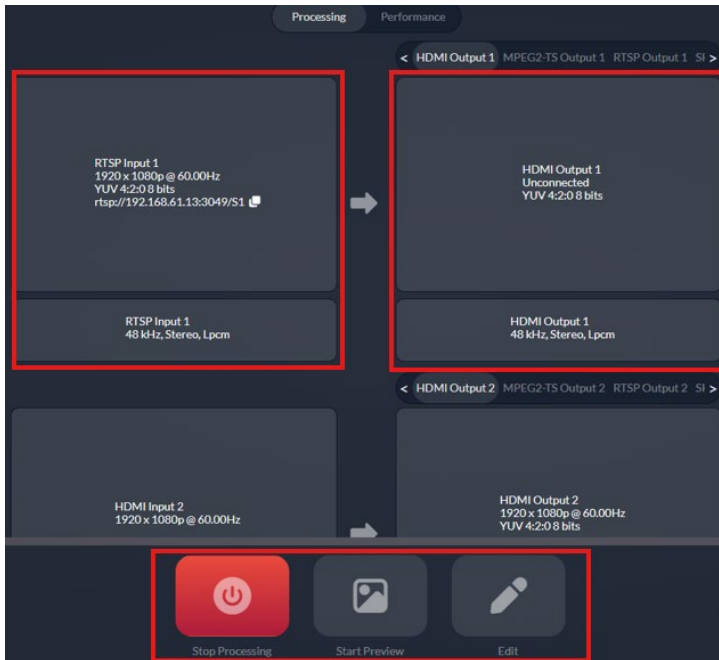 Processing Performance
< HDMI Output 1 MPEG2-TS Output 1 RTSP Output 1 >
RTSP Input 1
1920 x 1080p @ 60.00Hz
YUV 4:2:0 8 bits
rtsp://192.168.61.13:3049/S1
HDMI Output 1
Unconnected
YUV 4:2:0 8 bits
RTSP Input 1
48 kHz, Stereo, Lpcm
HDMI Output 1
48 kHz, Stereo, Lpcm
< HDMI Output 2 MPEG2-TS Output 2 RTSP Output 2 >
HDMI Input 2
1920 x 1080p @ 60.00Hz
HDMI Output 2
1920 x 1080p @ 60.00Hz
YUV 4:2:0 8 bits
Stop Processing Start Preview Edit